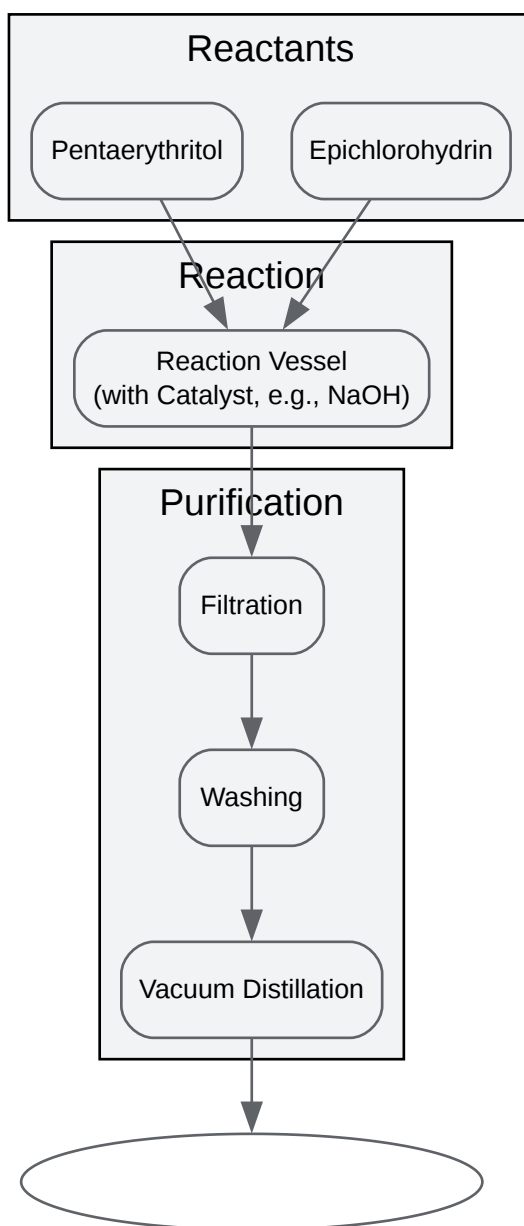 Reactants
Pentaerythritol
Epichlorohydrin
Reaction
Reaction Vessel
(with Catalyst, e.g., NaOH)
Purification
Filtration
Washing
Vacuum Distillation